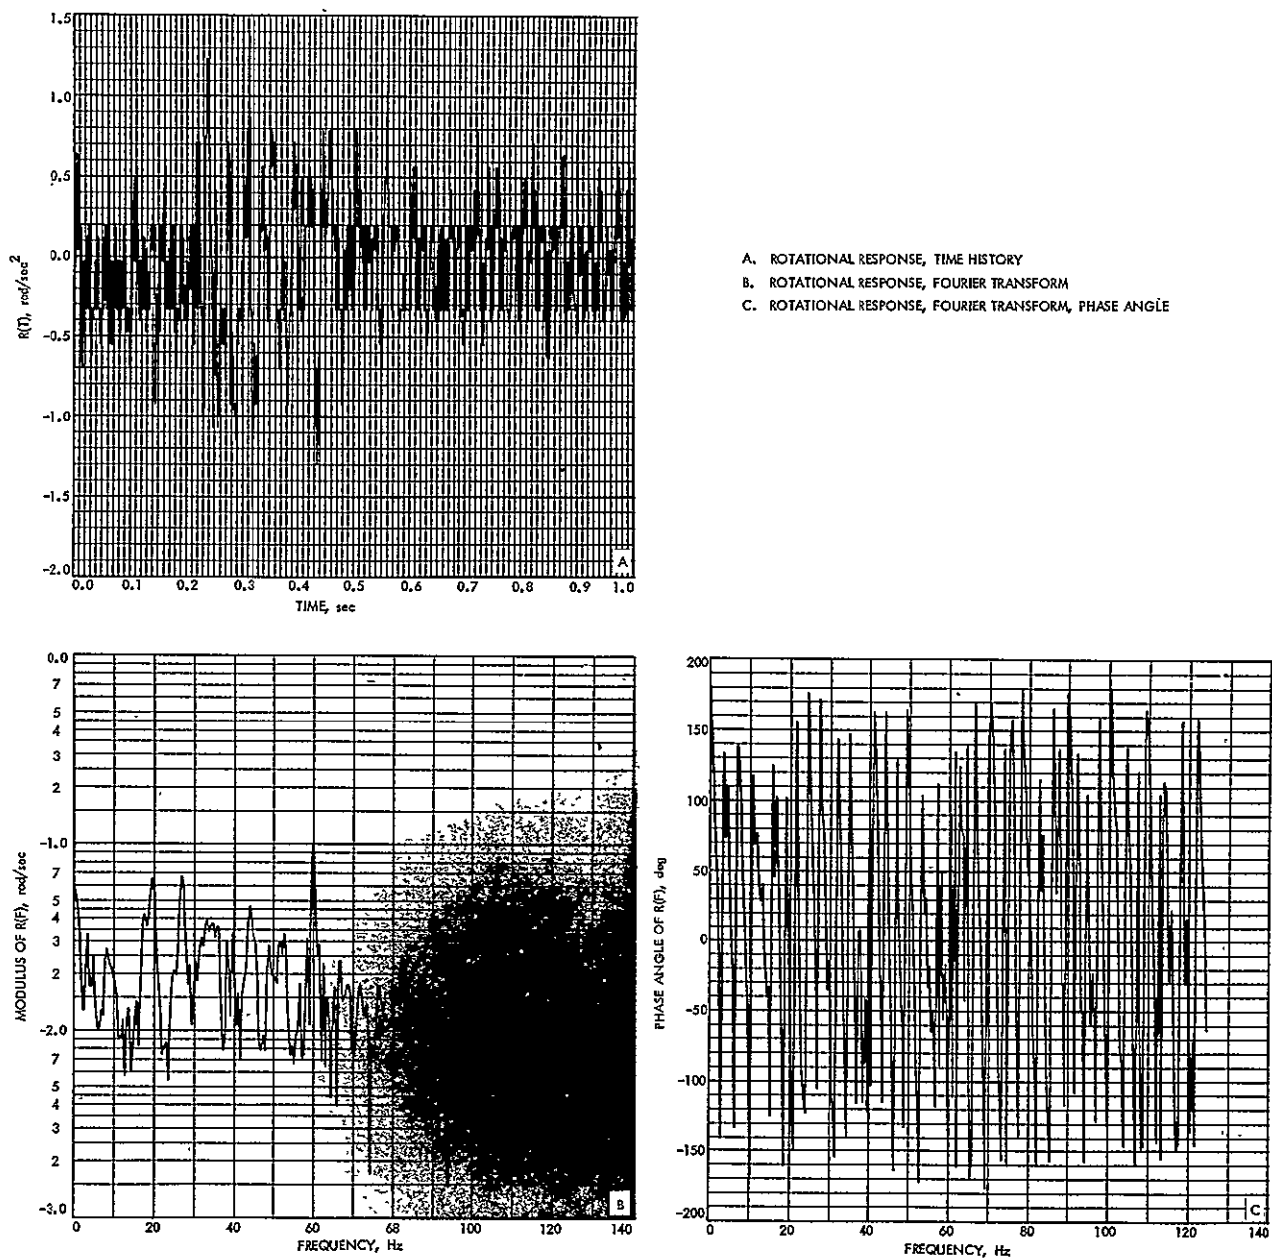 1.5
1.0
0.5
0.0
-0.5
-1.0
-1.5
-2.0
R(T), rad/sec2
0.0 0.1 0.2 0.3 0.4 0.5 0.6 0.7 0.8 0.9 1.0
TIME, sec
A
A. ROTATIONAL RESPONSE, TIME HISTORY
B. ROTATIONAL RESPONSE, FOURIER TRANSFORM
C. ROTATIONAL RESPONSE, FOURIER TRANSFORM, PHASE ANGLE
0.0
7
5
4
3
2
-1.0
7
5
4
3
2
-2.0
7
5
4
3
2
-3.0
MODULUS OF R(F), rad/sec
0 20 40 60 68 100 120 140
FREQUENCY, Hz
B
200
150
100
50
0
-50
-100
-150
-200
PHASE ANGLE OF R(F), deg
0 20 40 60 80 100 120 140
FREQUENCY, Hz
C